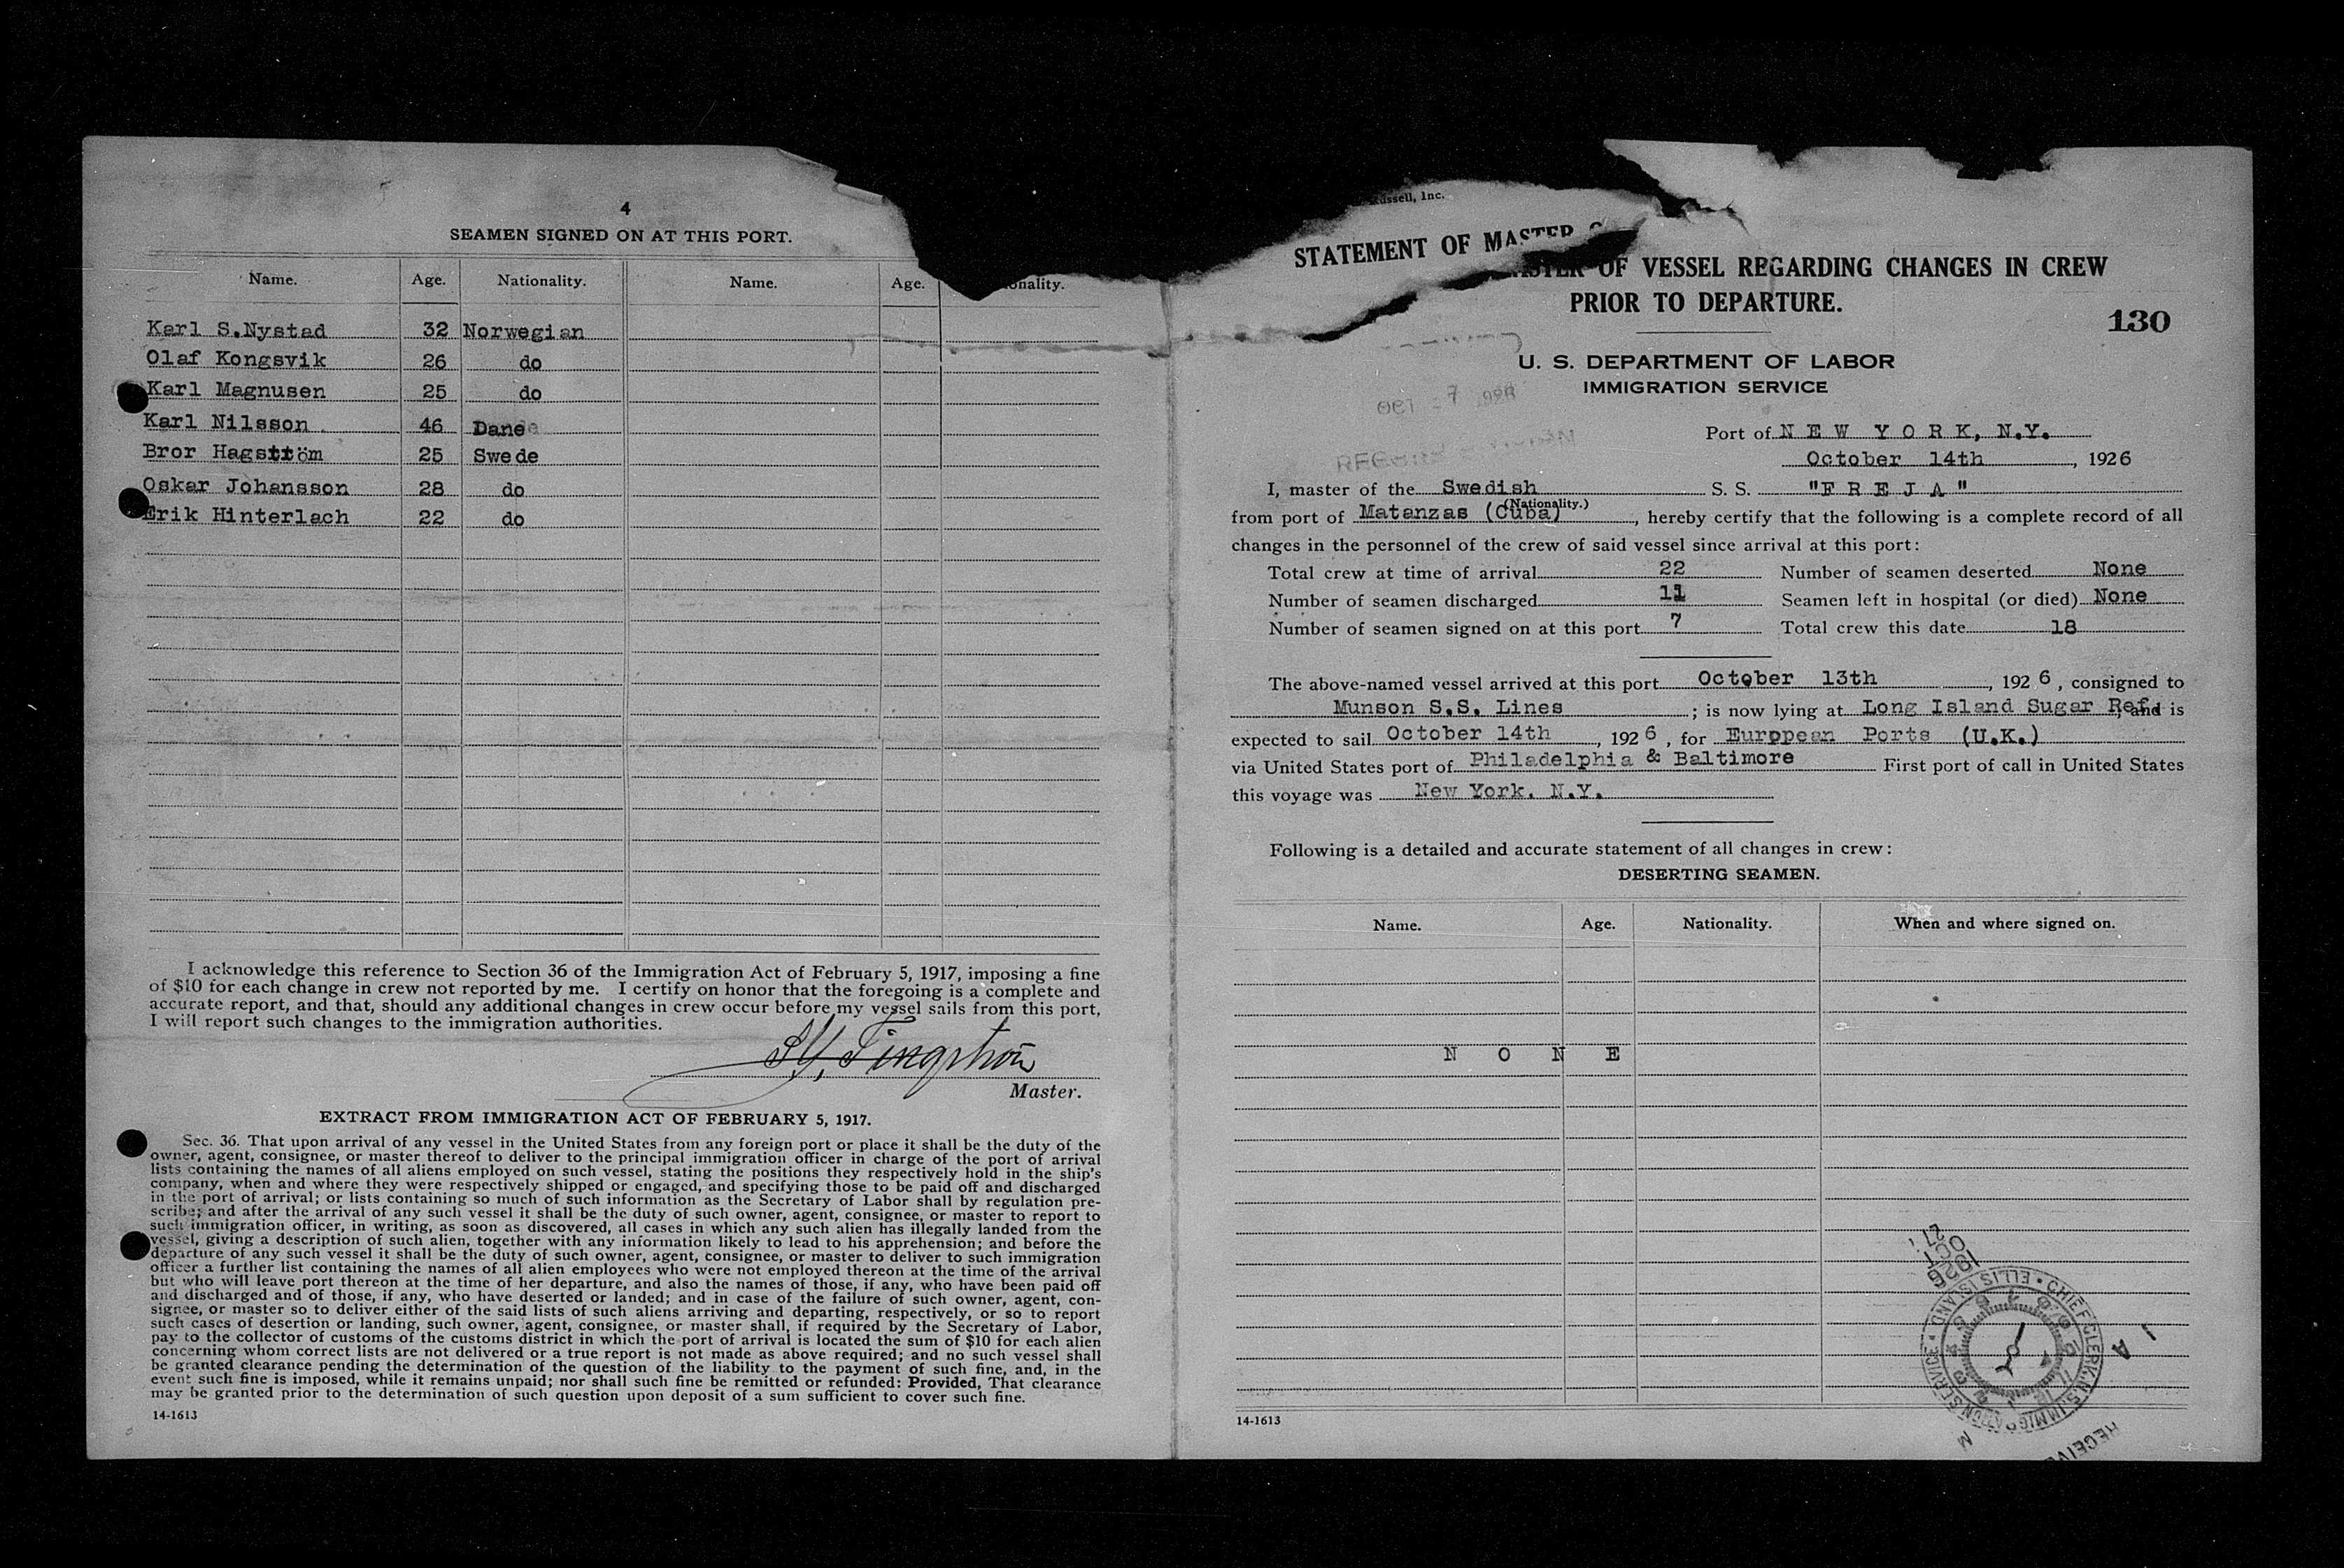 4
SEAMEN SIGNED ON AT THIS PORT.
Name. Age. Nationality. Name. Age. onality.
Karl S.Nystad 32 Norwegian
Olaf Kongsvik 26 do
Karl Magnusen 25 do
Karl Nilsson 46 Dane
Bror Hagström 25 Swede
Oskar Johansson 28 do
Erik Hinterlach 22 do
I acknowledge this reference to Section 36 of the Immigration Act of February 5, 1917, imposing a fine
of $10 for each change in crew not reported by me. I certify on honor that the foregoing is a complete and
accurate report, and that, should any additional changes in crew occur before my vessel sails from this port,
I will report such changes to the immigration authorities.
Master.
EXTRACT FROM IMMIGRATION ACT OF FEBRUARY 5, 1917.
Sec. 36. That upon arrival of any vessel in the United States from any foreign port or place it shall be the duty of the
owner, agent, consignee, or master thereof to deliver to the principal immigration officer in charge of the port of arrival
lists containing the names of all aliens employed on such vessel, stating the positions they respectively hold in the ship's
company, when and where they were respectively shipped or engaged, and specifying those to be paid off and discharged
in the port of arrival; or lists containing so much of such information as the Secretary of Labor shall by regulation pre-
scribe; and after the arrival of any such vessel it shall be the duty of such owner, agent, consignee, or master to report to
such immigration officer, in writing, as soon as discovered, all cases in which any such alien has illegally landed from the
vessel, giving a description of such alien, together with any information likely to lead to his apprehension; and before the
departure of any such vessel it shall be the duty of such owner, agent, consignee, or master to deliver to such immigration
officer a further list containing the names of all alien employees who were not employed thereon at the time of the arrival
but who will leave port thereon at the time of her departure, and also the names of those, if any, who have been paid off
and discharged and of those, if any, who have deserted or landed; and in case of the failure of such owner, agent, con-
signee, or master so to deliver either of the said lists of such aliens arriving and departing, respectively, or so to report
such cases of desertion or landing, such owner, agent, consignee, or master shall, if required by the Secretary of Labor,
pay to the collector of customs of the customs district in which the port of arrival is located the sum of $10 for each alien
concerning whom correct lists are not delivered or a true report is not made as above required; and no such vessel shall
be granted clearance pending the determination of the question of the liability to the payment of such fine, and, in the
event such fine is imposed, while it remains unpaid; nor shall such fine be remitted or refunded: Provided, That clearance
may be granted prior to the determination of such question upon deposit of a sum sufficient to cover such fine.
14-1613
Russell, Inc.
STATEMENT OF MASTER OF VESSEL REGARDING CHANGES IN CREW
PRIOR TO DEPARTURE.
130
U. S. DEPARTMENT OF LABOR
IMMIGRATION SERVICE
Port of NEW YORK, N.Y.
October 14th, 1926
I, master of the Swedish S. S. "FREJA"
(Nationality.)
from port of Matanzas (Cuba), hereby certify that the following is a complete record of all
changes in the personnel of the crew of said vessel since arrival at this port:
Total crew at time of arrival 22 Number of seamen deserted None
Number of seamen discharged 11 Seamen left in hospital (or died) None
Number of seamen signed on at this port 7 Total crew this date 18
The above-named vessel arrived at this port October 13th, 1926, consigned to
Munson S.S. Lines; is now lying at Long Island Sugar Ref., and is
expected to sail October 14th, 1926, for European Ports (U.K.)
via United States port of Philadelphia & Baltimore First port of call in United States
this voyage was New York. N.Y.
Following is a detailed and accurate statement of all changes in crew:
DESERTING SEAMEN.
Name. Age. Nationality. When and where signed on.
NONE
1926
OCT
27
CHIEF CLERK, N.S. IMMIGRATION SERVICE • ELLIS ISLAND •
14-1613